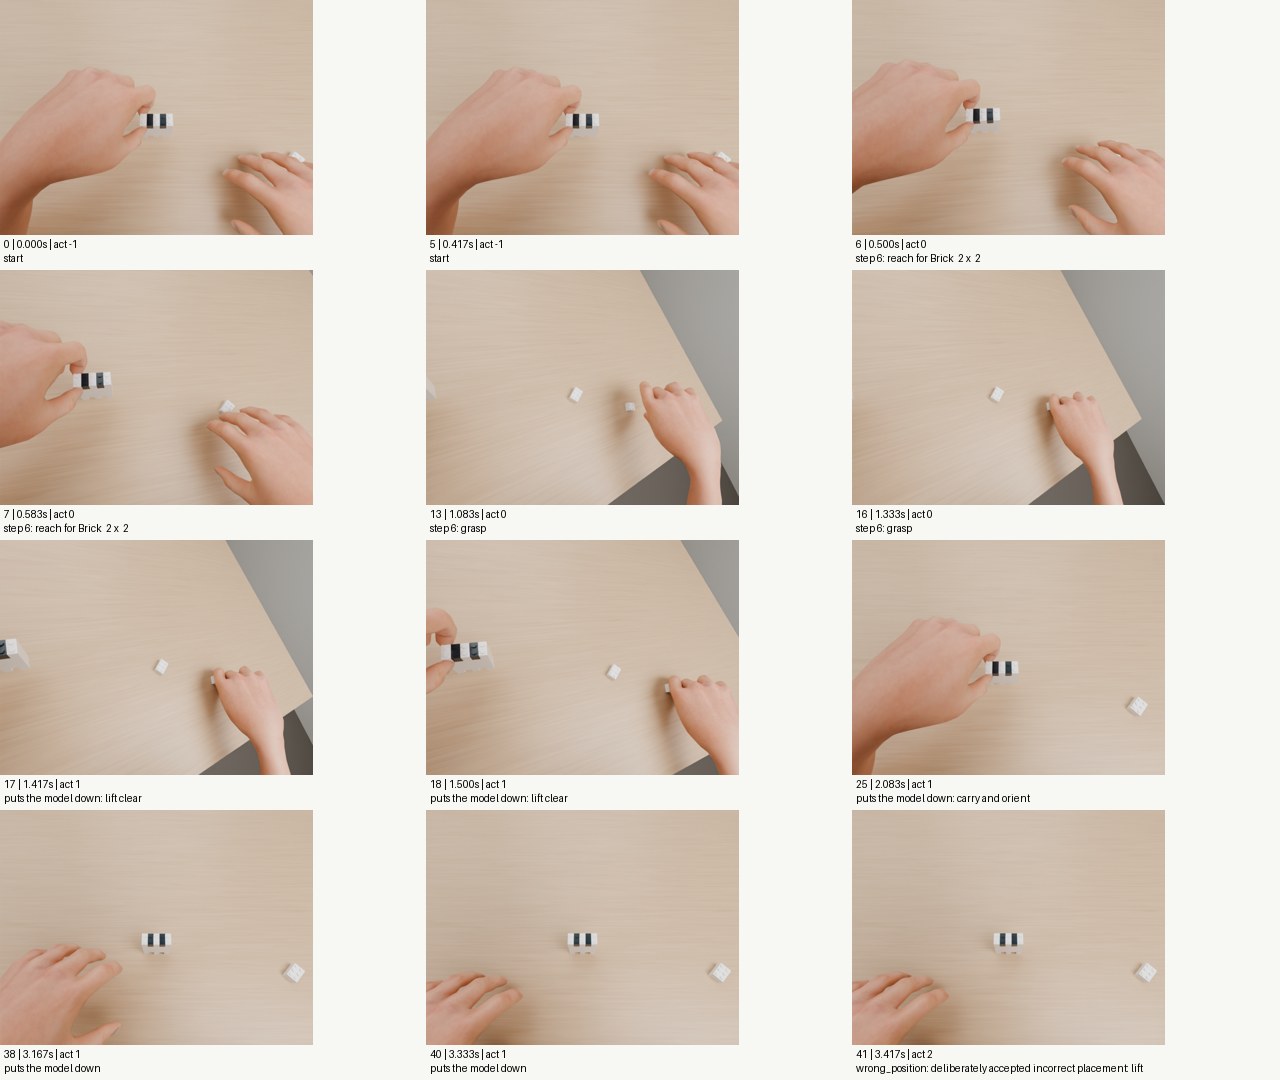 0 | 0.000s | act -1
start
5 | 0.417s | act -1
start
6 | 0.500s | act 0
step 6: reach for Brick 2 x 2
7 | 0.583s | act 0
step 6: reach for Brick 2 x 2
13 | 1.083s | act 0
step 6: grasp
16 | 1.333s | act 0
step 6: grasp
17 | 1.417s | act 1
puts the model down: lift clear
18 | 1.500s | act 1
puts the model down: lift clear
25 | 2.083s | act 1
puts the model down: carry and orient
38 | 3.167s | act 1
puts the model down
40 | 3.333s | act 1
puts the model down
41 | 3.417s | act 2
wrong_position: deliberately accepted incorrect placement: lift